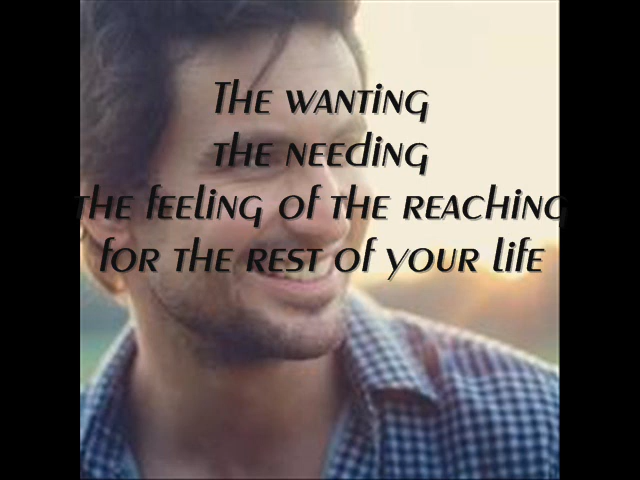 The wanting
the needing
the feeling of the reaching
for the rest of your life